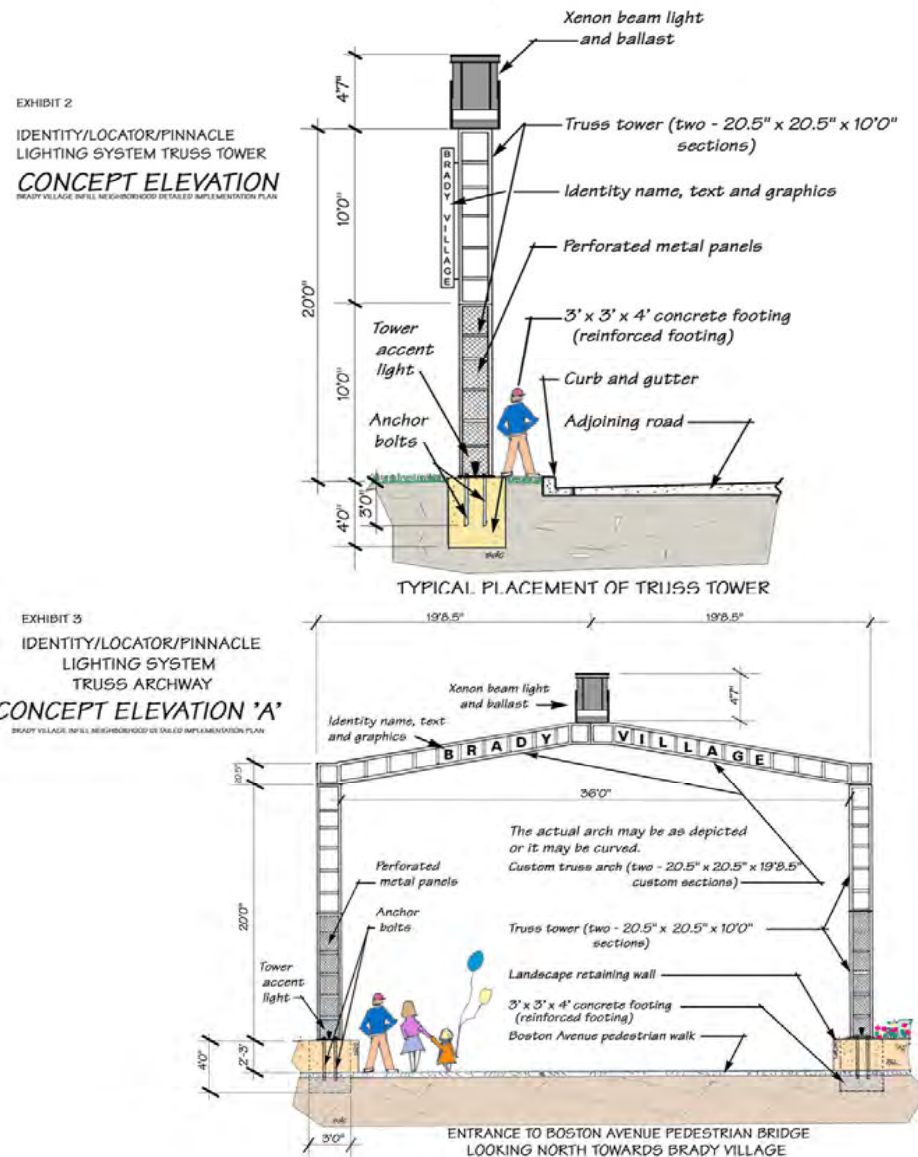 Xenon beam light
and ballast
4'7"
EXHIBIT 2
IDENTITY/LOCATOR/PINNACLE
LIGHTING SYSTEM TRUSS TOWER
CONCEPT ELEVATION
BRADY VILLAGE INFILL NEIGHBORHOOD DETAILED IMPLEMENTATION PLAN
Truss tower (two - 20.5" x 20.5" x 10'0"
sections)
BRADY VILLAGE
Identity name, text and graphics
10'0"
Perforated metal panels
20'0"
3' x 3' x 4' concrete footing
(reinforced footing)
Tower
accent
light
Curb and gutter
10'0"
Anchor
bolts
Adjoining road
3'0"
4'0"
TYPICAL PLACEMENT OF TRUSS TOWER
EXHIBIT 3
19'8.5"
19'8.5"
IDENTITY/LOCATOR/PINNACLE
LIGHTING SYSTEM
TRUSS ARCHWAY
CONCEPT ELEVATION 'A'
BRADY VILLAGE INFILL NEIGHBORHOOD DETAILED IMPLEMENTATION PLAN
Xenon beam light
and ballast
4'7"
Identity name, text
and graphics
BRADY VILLAGE
20.5"
36'0"
The actual arch may be as depicted
or it may be curved.
Custom truss arch (two - 20.5" x 20.5" x 19'8.5"
custom sections)
Perforated
metal panels
Anchor
bolts
20'0"
Truss tower (two - 20.5" x 20.5" x 10'0"
sections)
Tower
accent
light
Landscape retaining wall
3' x 3' x 4' concrete footing
(reinforced footing)
Boston Avenue pedestrian walk
4'0"
2'-3"
3'0"
ENTRANCE TO BOSTON AVENUE PEDESTRIAN BRIDGE
LOOKING NORTH TOWARDS BRADY VILLAGE